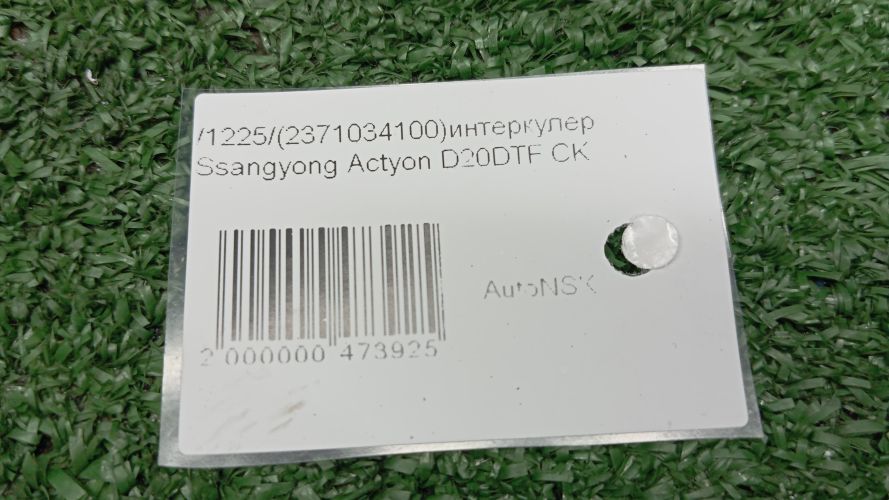 /1225/(2371034100)интеркулер
Ssangyong Actyon D20DTF CK
AutoNSK
2 000000 473925